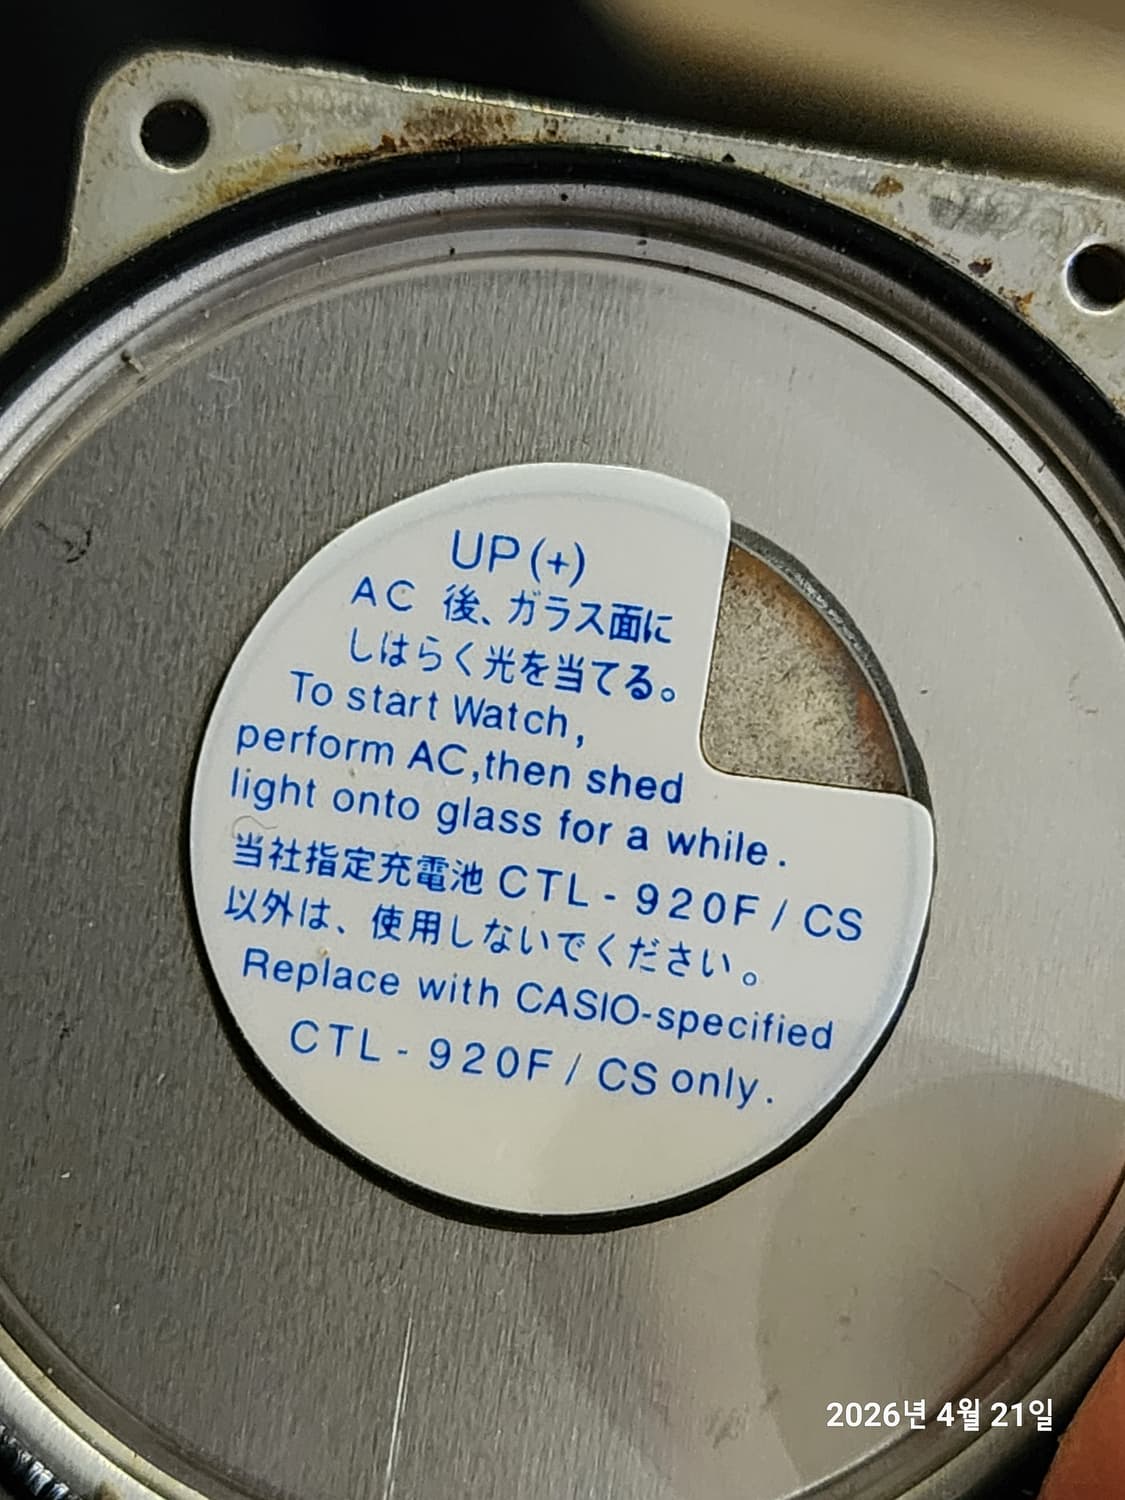 UP(+)
AC 後、ガラス面に
しはらく光を当てる。
To start Watch,
perform AC,then shed
light onto glass for a while.
当社指定充電池 CTL-920F/CS
以外は、使用しないでください。
Replace with CASIO-specified
CTL-920F/CS only.
2026년 4월 21일